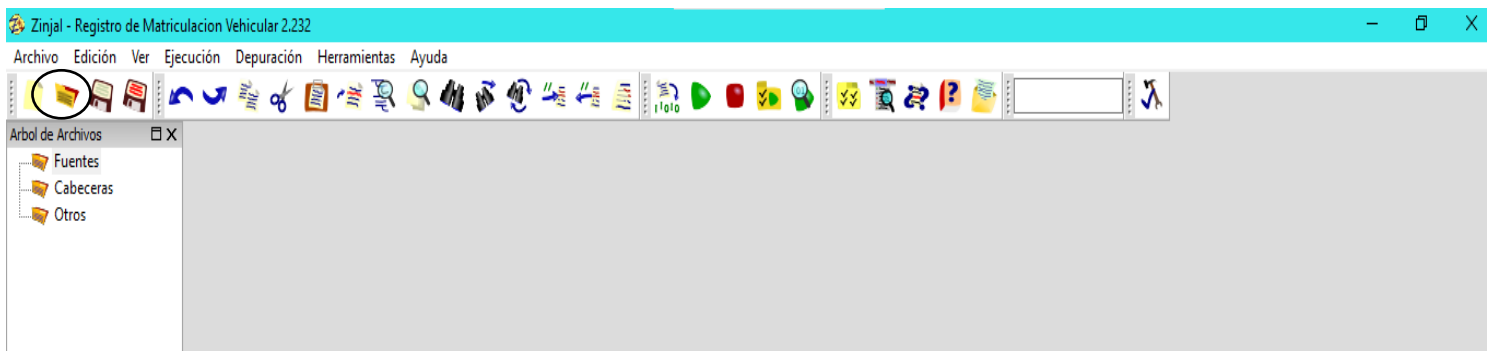 Zinjal - Registro de Matriculacion Vehicular 2.232
Archivo Edición Ver Ejecución Depuración Herramientas Ayuda
Arbol de Archivos
Fuentes
Cabeceras
Otros